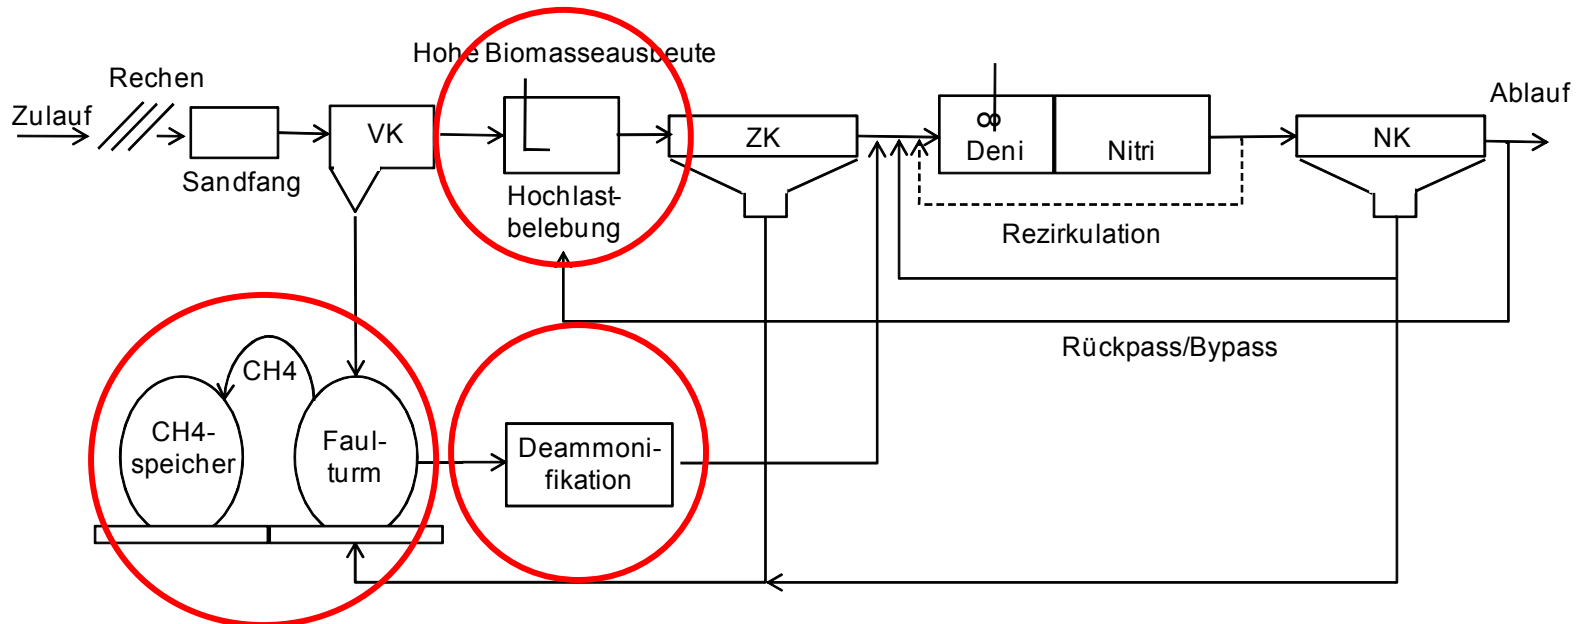 Hohe Biomasseausbeute
Rechen
Zulauf
Ablauf
VK
ZK
Deni
Nitri
NK
Sandfang
Hochlast-
belebung
Rezirkulation
Rückpass/Bypass
CH4
CH4-
speicher
Faul-
turm
Deammoni-
fikation